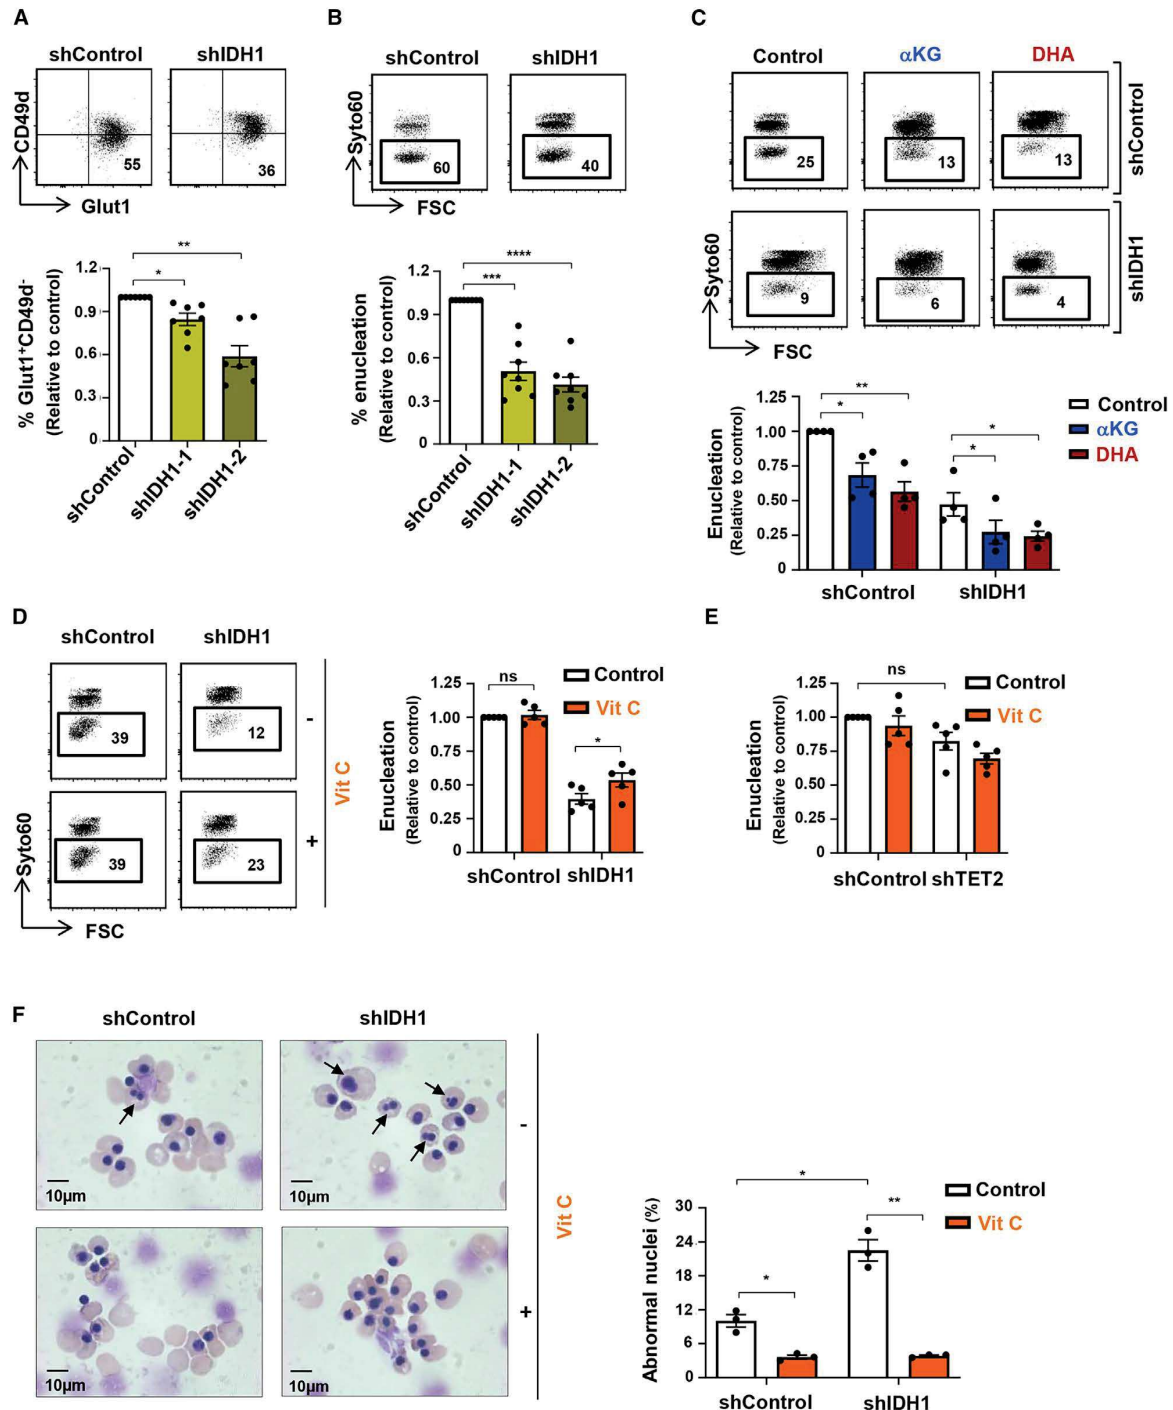 A
shControl shIDH1
CD49d
55 36
Glut1
% Glut1+CD49d-
(Relative to control)
1.2
0.9
0.6
0.3
0
*
**
shControl
shIDH1-1
shIDH1-2
B
shControl shIDH1
Syto60
60 40
FSC
% enucleation
(Relative to control)
1.2
0.9
0.6
0.3
0
***
****
shControl
shIDH1-1
shIDH1-2
C
Control αKG DHA
25 13 13
shControl
Syto60
9 6 4
shIDH1
FSC
Enucleation
(Relative to control)
1.25
1.00
0.75
0.50
0.25
0
**
*
*
*
Control
αKG
DHA
shControl shIDH1
D
shControl shIDH1
39 12
-
Vit C
Syto60
39 23
+
FSC
Enucleation
(Relative to control)
1.25
1.00
0.75
0.50
0.25
0
ns
*
Control
Vit C
shControl shIDH1
E
Enucleation
(Relative to control)
1.25
1.00
0.75
0.50
0.25
0
ns
Control
Vit C
shControl shTET2
F
shControl shIDH1
10μm 10μm
-
Vit C
10μm 10μm
+
Abnormal nuclei (%)
30
24
18
12
6
0
*
*
**
Control
Vit C
shControl shIDH1